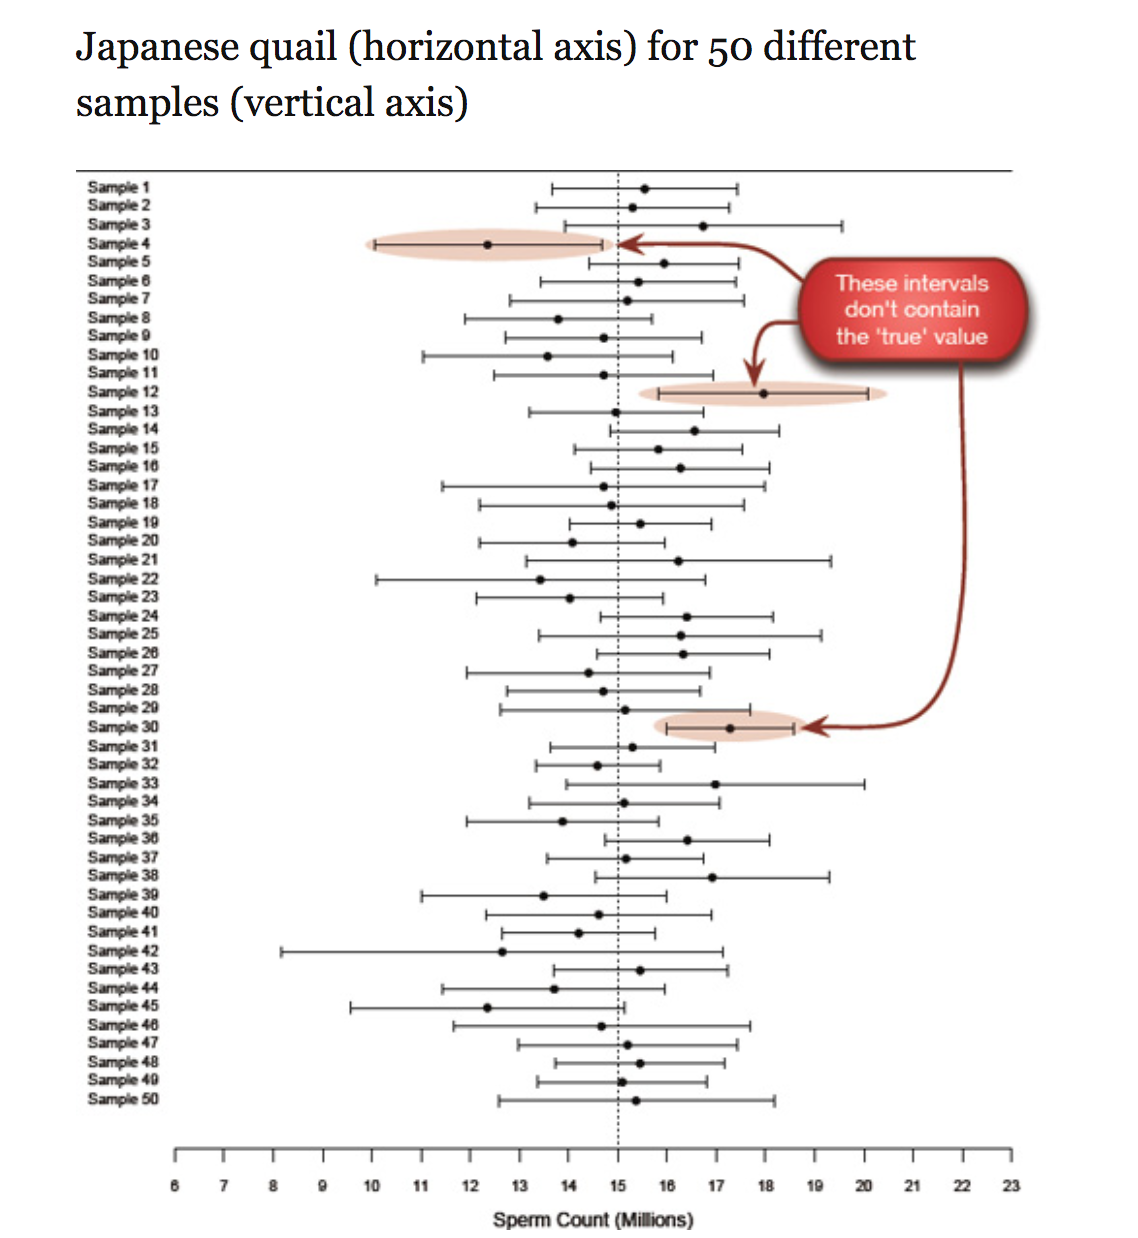 Japanese quail (horizontal axis) for 50 different
samples (vertical axis)
Sample 1
Sample 2
Sample 3
Sample 4
Sample 5
Sample 6
Sample 7
Sample 8
Sample 9
Sample 10
Sample 11
Sample 12
Sample 13
Sample 14
Sample 15
Sample 16
Sample 17
Sample 18
Sample 19
Sample 20
Sample 21
Sample 22
Sample 23
Sample 24
Sample 25
Sample 26
Sample 27
Sample 28
Sample 29
Sample 30
Sample 31
Sample 32
Sample 33
Sample 34
Sample 35
Sample 36
Sample 37
Sample 38
Sample 39
Sample 40
Sample 41
Sample 42
Sample 43
Sample 44
Sample 45
Sample 46
Sample 47
Sample 48
Sample 49
Sample 50
These intervals
don't contain
the 'true' value
6 7 8 9 10 11 12 13 14 15 16 17 18 19 20 21 22 23
Sperm Count (Millions)